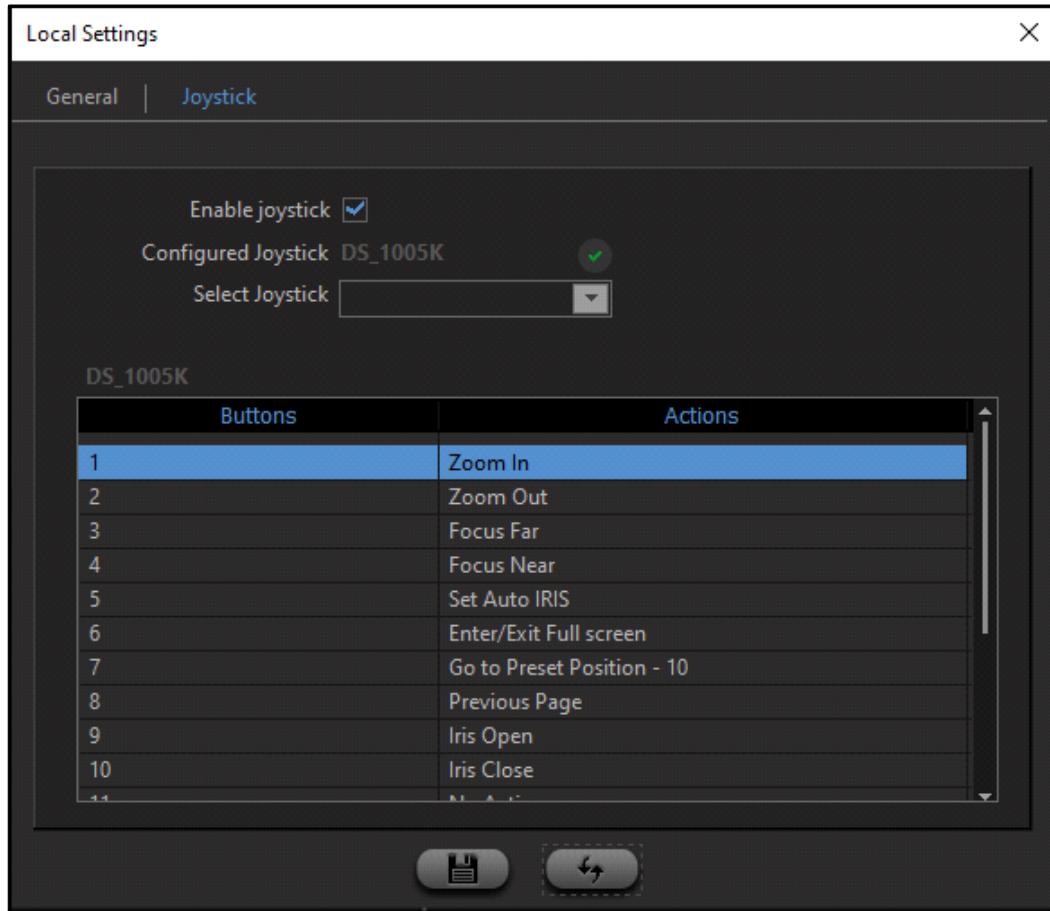 Local Settings
General | Joystick
Enable joystick
Configured Joystick DS_1005K
Select Joystick
DS_1005K
Buttons Actions
1 Zoom In
2 Zoom Out
3 Focus Far
4 Focus Near
5 Set Auto IRIS
6 Enter/Exit Full screen
7 Go to Preset Position - 10
8 Previous Page
9 Iris Open
10 Iris Close